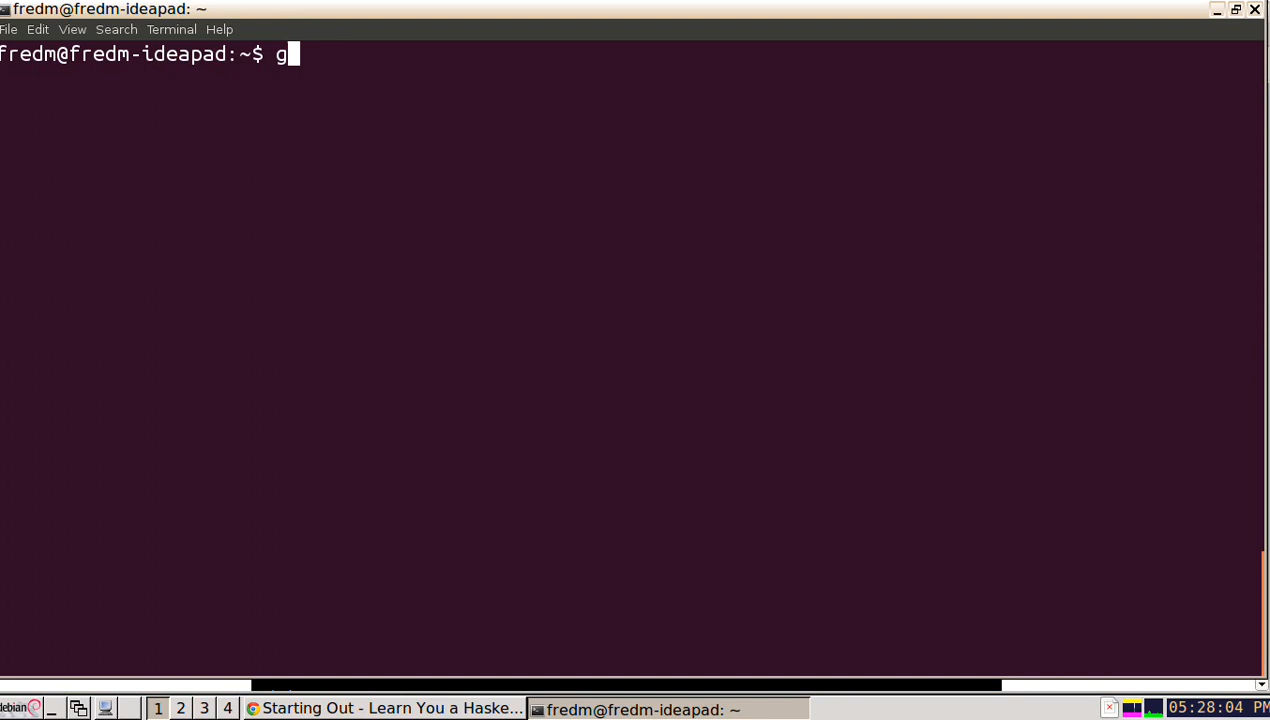 fredm@fredm-ideapad: ~
File Edit View Search Terminal Help
fredm@fredm-ideapad:~$ g
debian 1 2 3 4 Starting Out - Learn You a Haske... fredm@fredm-ideapad: ~ 05:28:04 PM